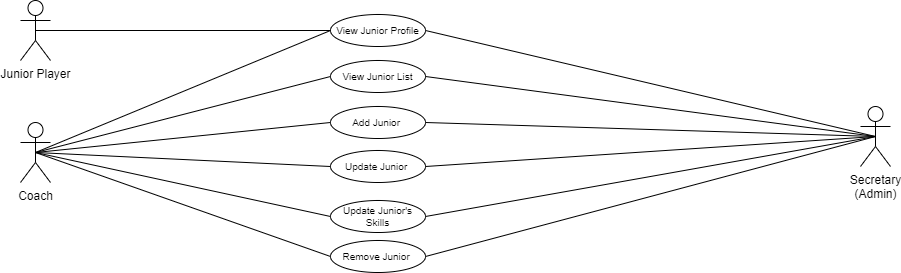 View Junior Profile
Junior Player
View Junior List
Add Junior
Update Junior
Coach
Secretary
(Admin)
Update Junior's
Skills
Remove Junior